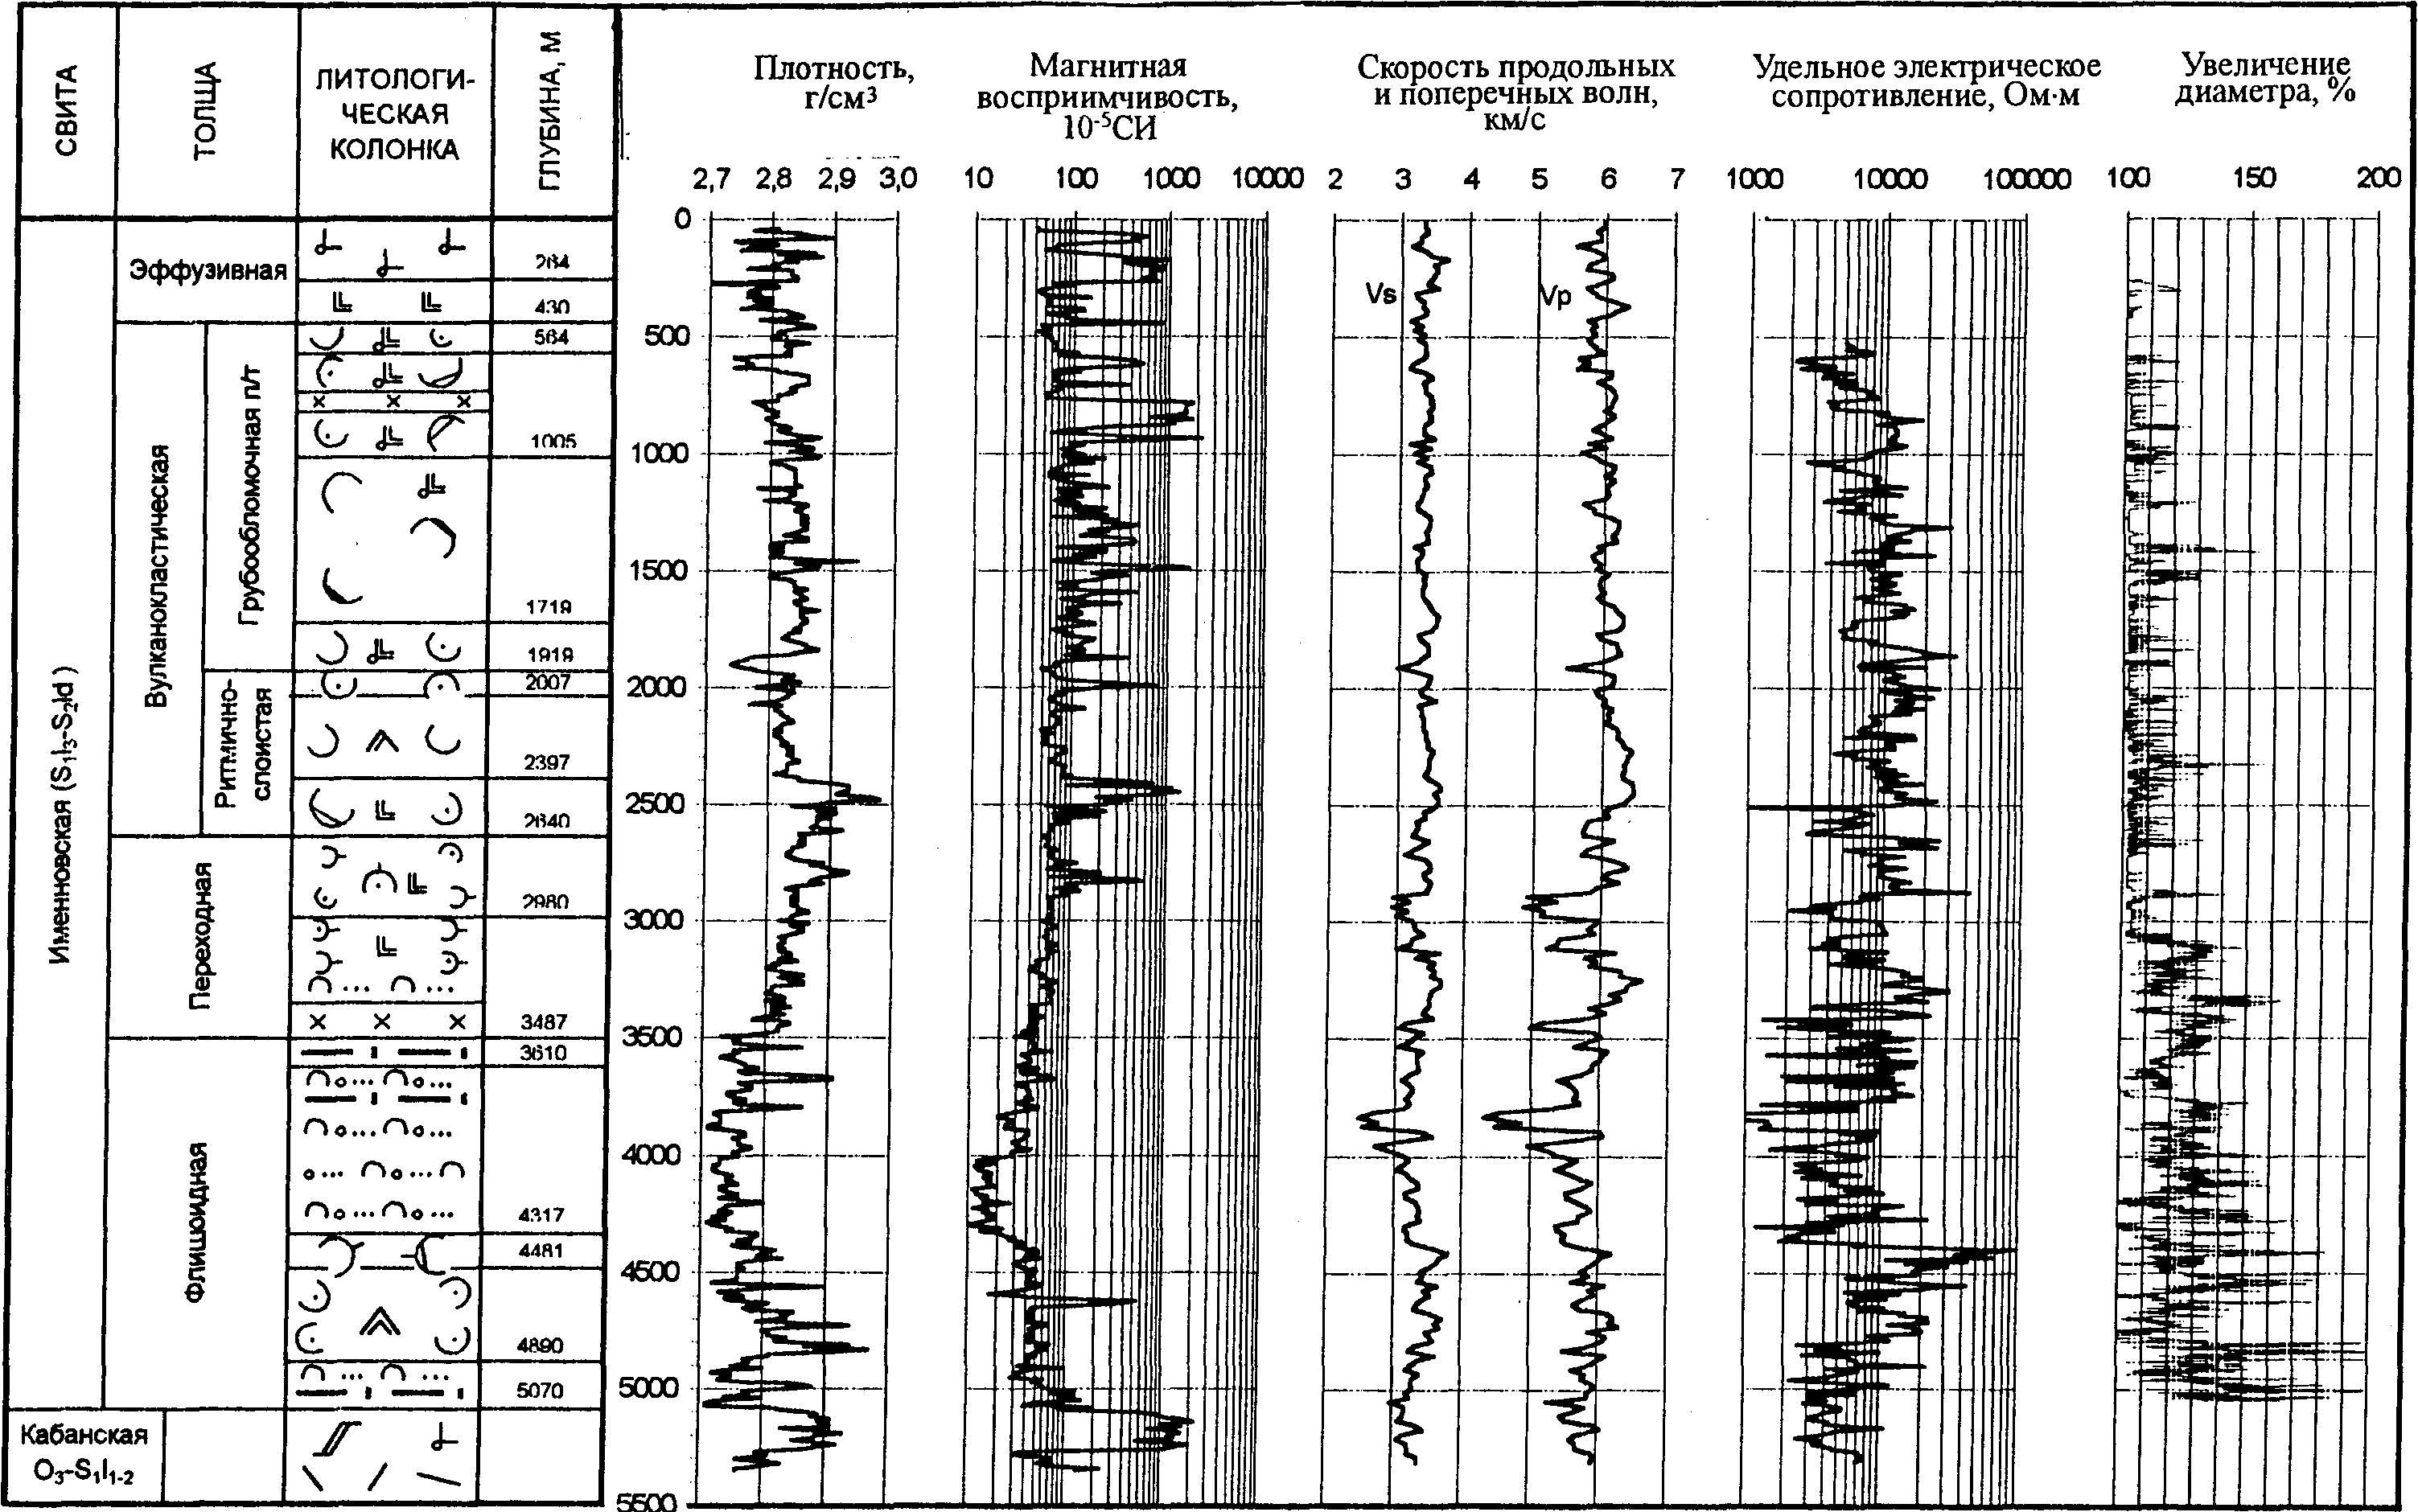 СВИТА
ТОЛЩА
ЛИТОЛОГИ-
ЧЕСКАЯ
КОЛОНКА
ГЛУБИНА, М
Плотность,
г/см³
Магнитная
восприимчивость,
10⁻⁵СИ
Скорость продольных
и поперечных волн,
км/с
Удельное электрическое
сопротивление, Ом·м
Увеличение
диаметра, %
2,7 2,8 2,9 3,0
10 100 1000 10000
2 3 4 5 6 7
1000 10000 100000
100 150 200
0
500
1000
1500
2000
2500
3000
3500
4000
4500
5000
5500
Vs
Vp
Именновская (S₁l₃-S₂ld)
Эффузивная
Вулканокластическая
Грубообломочная п/т
Ритмично-
слоистая
Переходная
Флишоидная
264
430
564
1005
1719
1919
2007
2397
2640
2980
3487
3610
4317
4481
4890
5070
Кабанская
O₃-S₁l₁₋₂